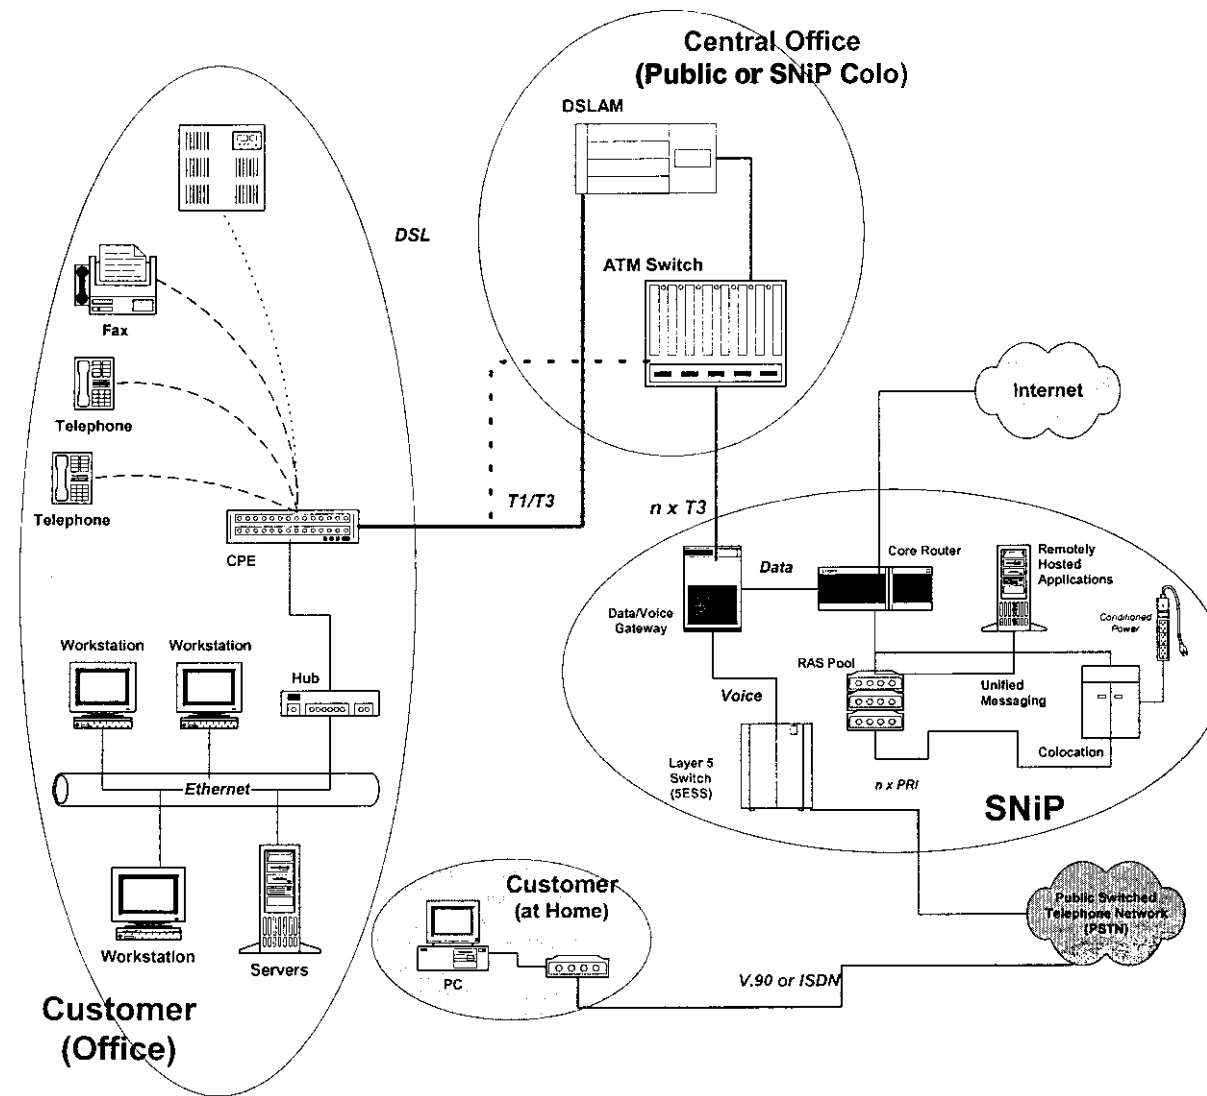 Central Office
(Public or SNiP Colo)
DSLAM
DSL
ATM Switch
Fax
Internet
Telephone
T1/T3
n x T3
Telephone
CPE
Data
Core Router
Remotely
Hosted
Applications
Data/Voice
Gateway
Conditioned
Power
Workstation
Workstation
Hub
RAS Pool
Voice
Unified
Messaging
Colocation
Layer 5
Switch
(5ESS)
Ethernet
n x PRI
SNiP
Customer
(at Home)
Public Switched
Telephone Network
(PSTN)
Workstation
Servers
PC
V.90 or ISDN
Customer
(Office)